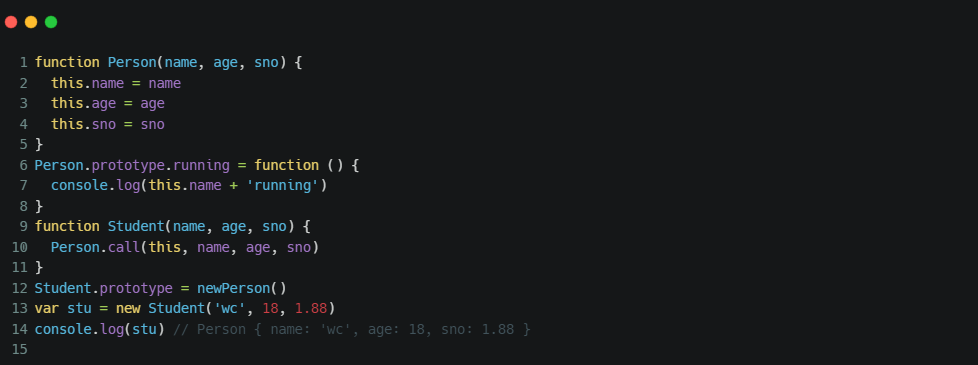 1 function Person(name, age, sno) {
2   this.name = name
3   this.age = age
4   this.sno = sno
5 }
6 Person.prototype.running = function () {
7   console.log(this.name + 'running')
8 }
9 function Student(name, age, sno) {
10   Person.call(this, name, age, sno)
11 }
12 Student.prototype = newPerson()
13 var stu = new Student('wc', 18, 1.88)
14 console.log(stu) // Person { name: 'wc', age: 18, sno: 1.88 }
15